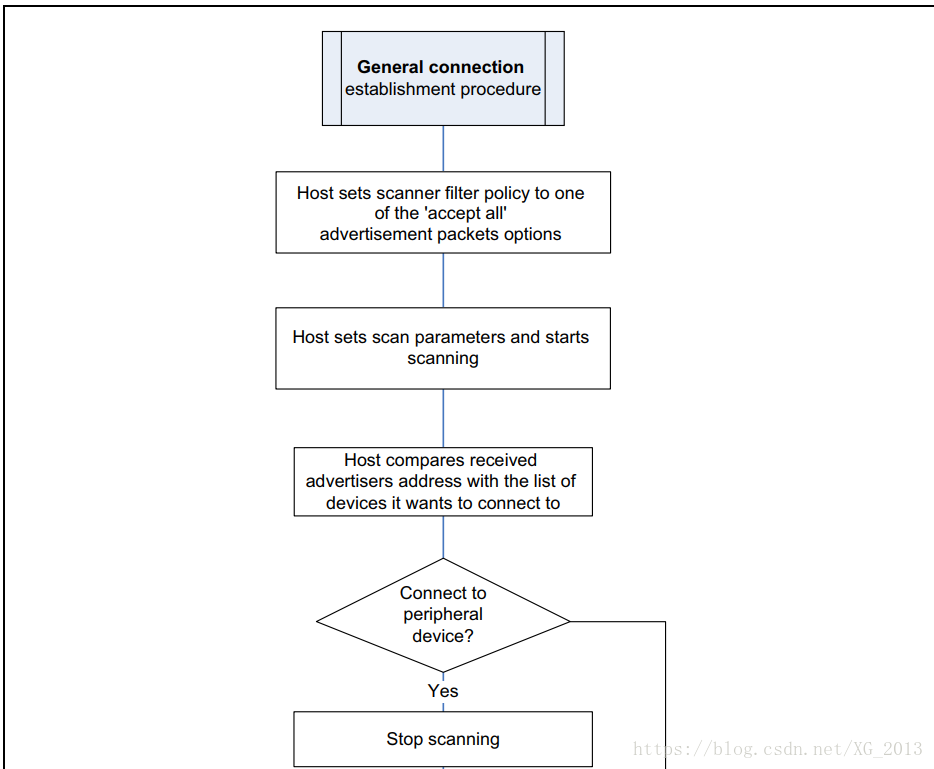 General connection
establishment procedure
Host sets scanner filter policy to one
of the 'accept all'
advertisement packets options
Host sets scan parameters and starts
scanning
Host compares received
advertisers address with the list of
devices it wants to connect to
Connect to
peripheral
device?
Yes
Stop scanning
https://blog.csdn.net/XG_2013